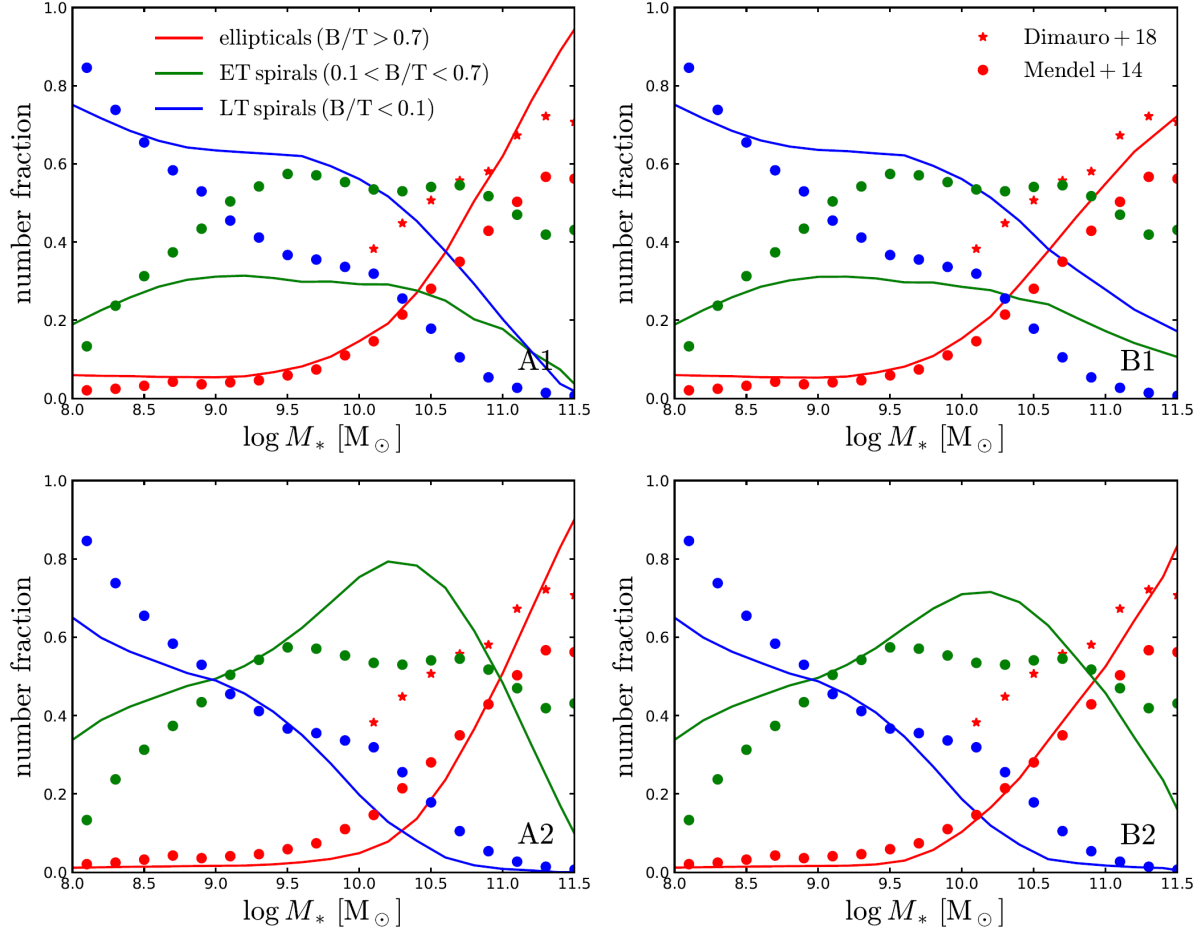 1.0
0.8
0.6
0.4
0.2
0.0
number fraction
ellipticals (B/T > 0.7)
ET spirals (0.1 < B/T < 0.7)
LT spirals (B/T < 0.1)
A1
8.0 8.5 9.0 9.5 10.0 10.5 11.0 11.5
log M* [M⊙]
1.0
0.8
0.6
0.4
0.2
0.0
number fraction
Dimauro + 18
Mendel + 14
B1
8.0 8.5 9.0 9.5 10.0 10.5 11.0 11.5
log M* [M⊙]
1.0
0.8
0.6
0.4
0.2
0.0
number fraction
A2
8.0 8.5 9.0 9.5 10.0 10.5 11.0 11.5
log M* [M⊙]
1.0
0.8
0.6
0.4
0.2
0.0
number fraction
B2
8.0 8.5 9.0 9.5 10.0 10.5 11.0 11.5
log M* [M⊙]